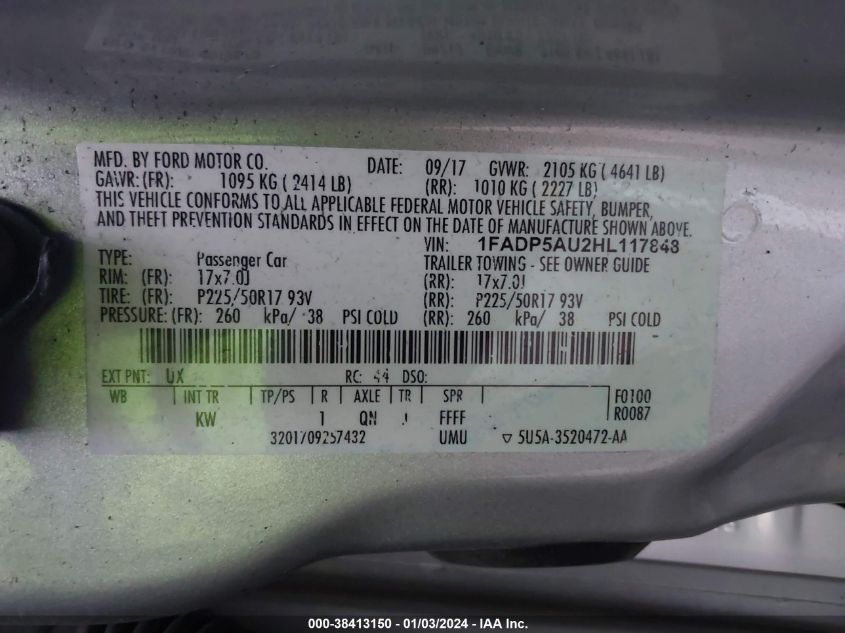 MFD. BY FORD MOTOR CO. DATE: 09/17 GVWR: 2105 KG ( 4641 LB)
GAWR: (FR): 1095 KG ( 2414 LB) (RR): 1010 KG ( 2227 LB)
THIS VEHICLE CONFORMS TO ALL APPLICABLE FEDERAL MOTOR VEHICLE SAFETY, BUMPER,
AND THEFT PREVENTION STANDARDS IN EFFECT ON THE DATE OF MANUFACTURE SHOWN ABOVE.
VIN: 1FADP5AU2HL117848
TYPE: Passenger Car TRAILER TOWING - SEE OWNER GUIDE
RIM: (FR): 17x7.0J (RR): 17x7.0J
TIRE: (FR): P225/50R17 93V (RR): P225/50R17 93V
PRESSURE: (FR): 260 kPa/ 38 PSI COLD (RR): 260 kPa/ 38 PSI COLD
EXT PNT: UX RC: 44 DSO:
WB INT TR TP/PS R AXLE TR SPR F0100
KW 1 QN J FFFF R0087
3201709257432 UMU ▽ 5U5A-3520472-AA
000-38413150 - 01/03/2024 - IAA Inc.